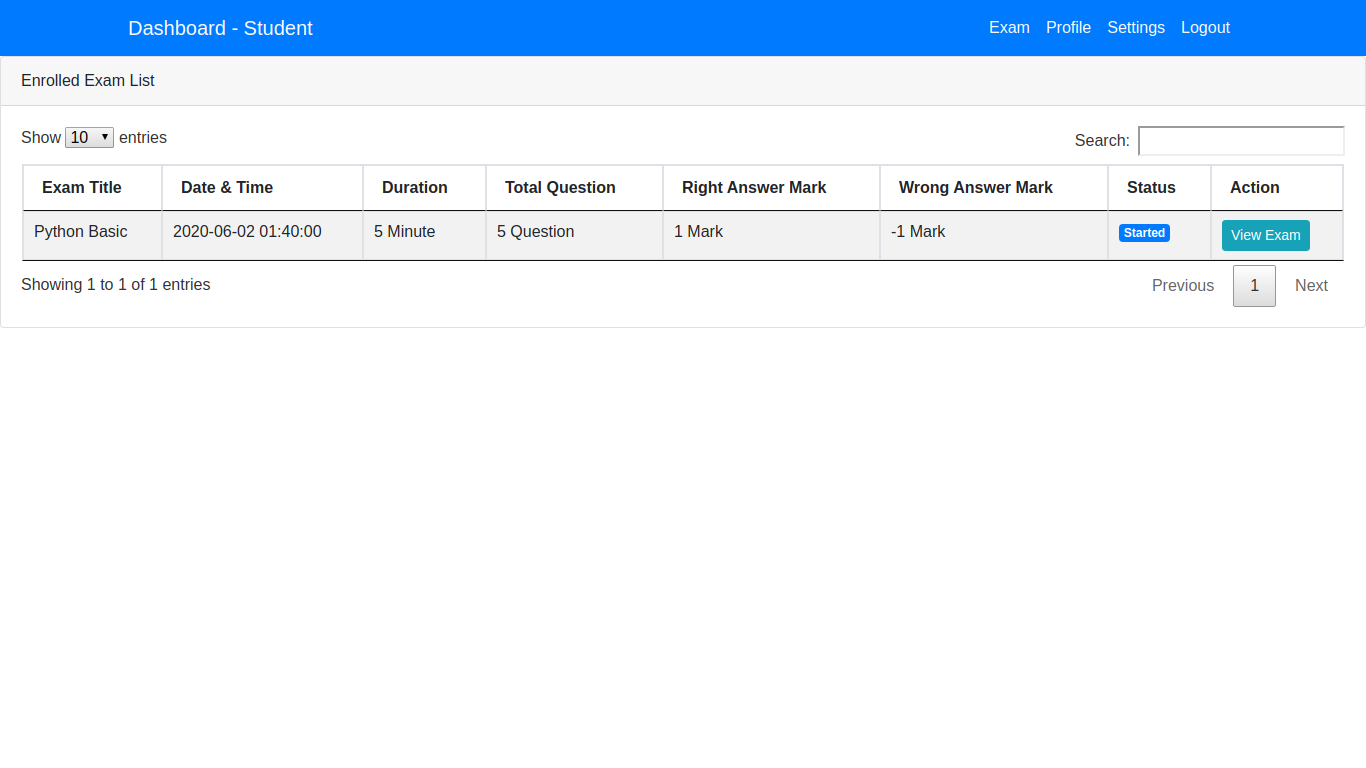 Dashboard - Student Exam Profile Settings Logout
Enrolled Exam List
Show 10 entries Search:
Exam Title Date & Time Duration Total Question Right Answer Mark Wrong Answer Mark Status Action
Python Basic 2020-06-02 01:40:00 5 Minute 5 Question 1 Mark -1 Mark Started View Exam
Showing 1 to 1 of 1 entries Previous 1 Next